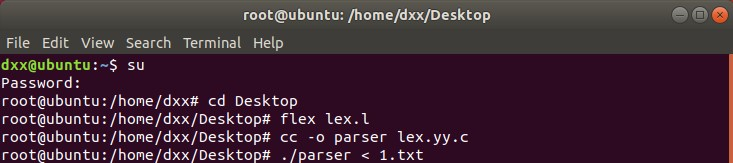 root@ubuntu: /home/dxx/Desktop
File Edit View Search Terminal Help
dxx@ubuntu:~$ su
Password:
root@ubuntu:/home/dxx# cd Desktop
root@ubuntu:/home/dxx/Desktop# flex lex.l
root@ubuntu:/home/dxx/Desktop# cc -o parser lex.yy.c
root@ubuntu:/home/dxx/Desktop# ./parser < 1.txt